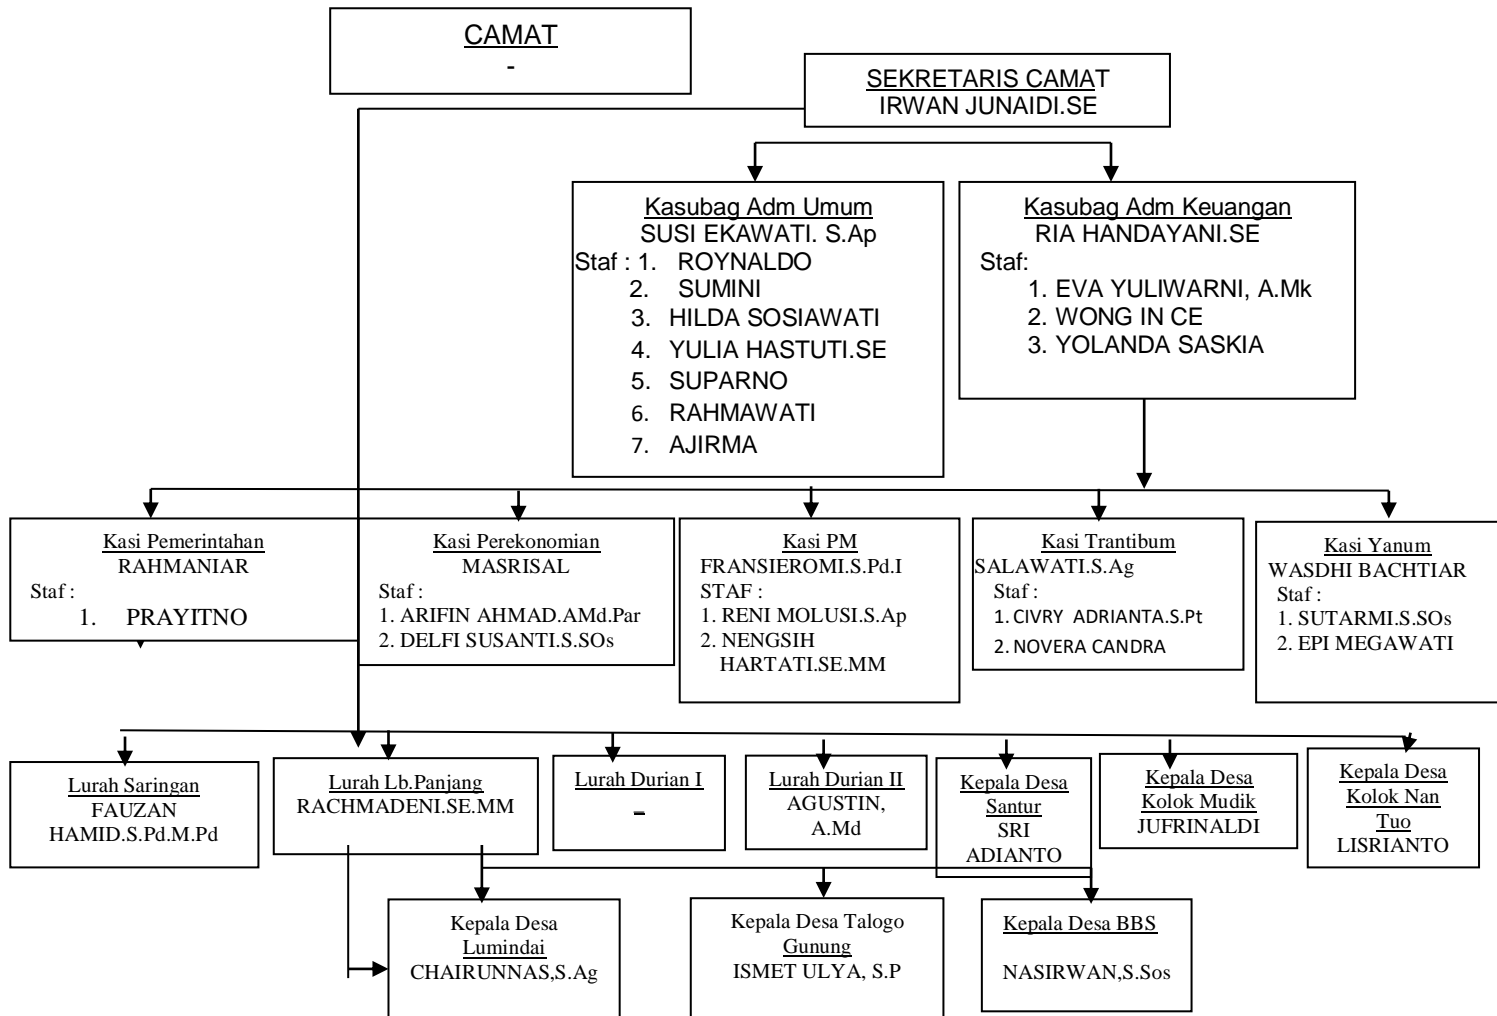 CAMAT
-
SEKRETARIS CAMAT
IRWAN JUNAIDI.SE
Kasubag Adm Umum
SUSI EKAWATI. S.Ap
Staf : 1. ROYNALDO
2. SUMINI
3. HILDA SOSIAWATI
4. YULIA HASTUTI.SE
5. SUPARNO
6. RAHMAWATI
7. AJIRMA
Kasubag Adm Keuangan
RIA HANDAYANI.SE
Staf:
1. EVA YULIWARNI, A.Mk
2. WONG IN CE
3. YOLANDA SASKIA
Kasi Pemerintahan
RAHMANIAR
Staf :
1. PRAYITNO
Kasi Perekonomian
MASRISAL
Staf :
1. ARIFIN AHMAD.AMd.Par
2. DELFI SUSANTI.S.SOs
Kasi PM
FRANSIEROMI.S.Pd.I
STAF :
1. RENI MOLUSI.S.Ap
2. NENGSIH
HARTATI.SE.MM
Kasi Trantibum
SALAWATI.S.Ag
Staf :
1. CIVRY ADRIANTA.S.Pt
2. NOVERA CANDRA
Kasi Yanum
WASDHI BACHTIAR
Staf :
1. SUTARMI.S.SOs
2. EPI MEGAWATI
Lurah Saringan
FAUZAN
HAMID.S.Pd.M.Pd
Lurah Lb.Panjang
RACHMADENI.SE.MM
Lurah Durian I
–
Lurah Durian II
AGUSTIN,
A.Md
Kepala Desa
Santur
SRI
ADIANTO
Kepala Desa
Kolok Mudik
JUFRINALDI
Kepala Desa
Kolok Nan
Tuo
LISRIANTO
Kepala Desa
Lumindai
CHAIRUNNAS,S.Ag
Kepala Desa Talogo
Gunung
ISMET ULYA, S.P
Kepala Desa BBS
NASIRWAN,S.Sos